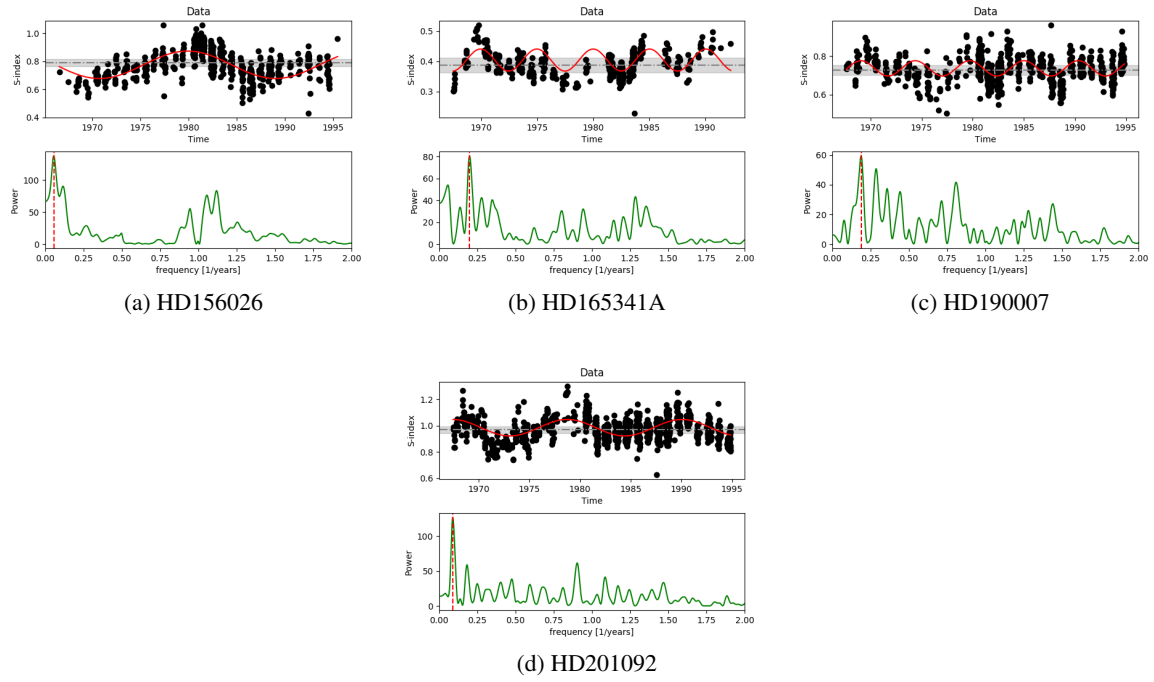 Data
S-index
1.0
0.8
0.6
0.4
1970 1975 1980 1985 1990 1995
Time
Power
100
50
0
0.00 0.25 0.50 0.75 1.00 1.25 1.50 1.75 2.00
frequency [1/years]
(a) HD156026
Data
S-index
0.5
0.4
0.3
1970 1975 1980 1985 1990
Time
Power
80
60
40
20
0
0.00 0.25 0.50 0.75 1.00 1.25 1.50 1.75 2.00
frequency [1/years]
(b) HD165341A
Data
S-index
1.0
0.8
0.6
1970 1975 1980 1985 1990 1995
Time
Power
60
40
20
0
0.00 0.25 0.50 0.75 1.00 1.25 1.50 1.75 2.00
frequency [1/years]
(c) HD190007
Data
S-index
1.2
1.0
0.8
0.6
1970 1975 1980 1985 1990 1995
Time
Power
100
50
0
0.00 0.25 0.50 0.75 1.00 1.25 1.50 1.75 2.00
frequency [1/years]
(d) HD201092